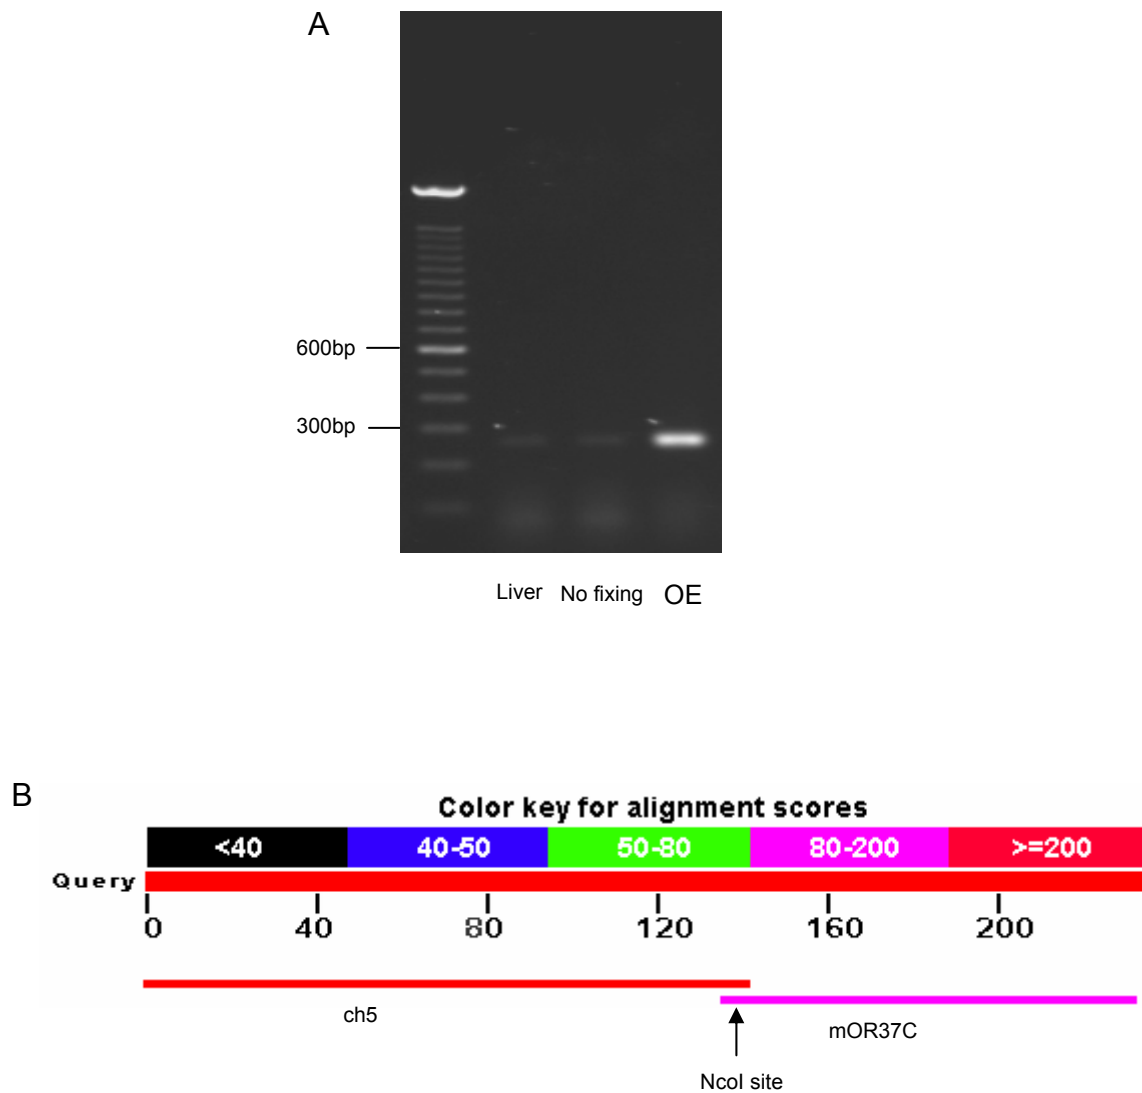 A
600bp
300bp
Liver No fixing OE
B
Color key for alignment scores
<40 40-50 50-80 80-200 >=200
Query
0 40 80 120 160 200
ch5
mOR37C
NcoI site